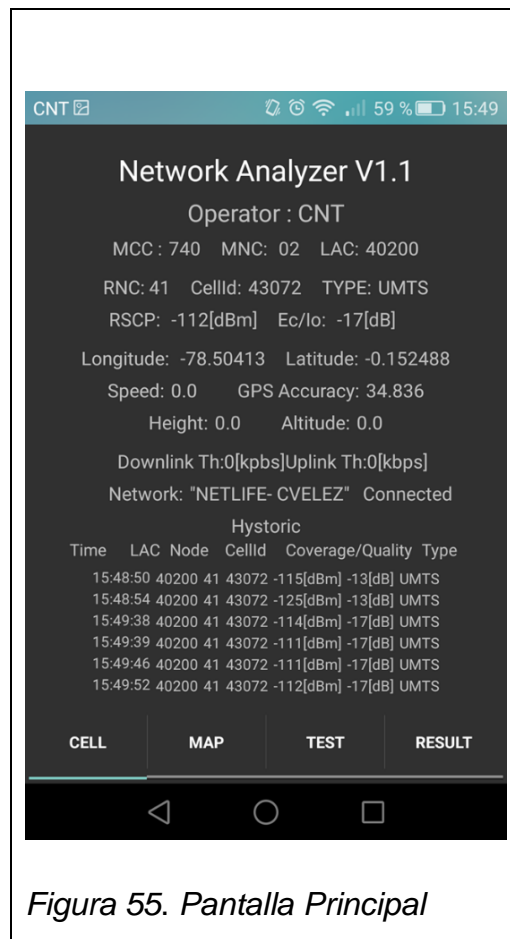 CNT 59 % 15:49
Network Analyzer V1.1
Operator : CNT
MCC : 740 MNC: 02 LAC: 40200
RNC: 41 CellId: 43072 TYPE: UMTS
RSCP: -112[dBm] Ec/Io: -17[dB]
Longitude: -78.50413 Latitude: -0.152488
Speed: 0.0 GPS Accuracy: 34.836
Height: 0.0 Altitude: 0.0
Downlink Th:0[kpbs]Uplink Th:0[kbps]
Network: "NETLIFE- CVELEZ" Connected
Hystoric
Time LAC Node CellId Coverage/Quality Type
15:48:50 40200 41 43072 -115[dBm] -13[dB] UMTS
15:48:54 40200 41 43072 -125[dBm] -13[dB] UMTS
15:49:38 40200 41 43072 -114[dBm] -17[dB] UMTS
15:49:39 40200 41 43072 -111[dBm] -17[dB] UMTS
15:49:46 40200 41 43072 -111[dBm] -17[dB] UMTS
15:49:52 40200 41 43072 -112[dBm] -17[dB] UMTS
CELL MAP TEST RESULT
Figura 55. Pantalla Principal